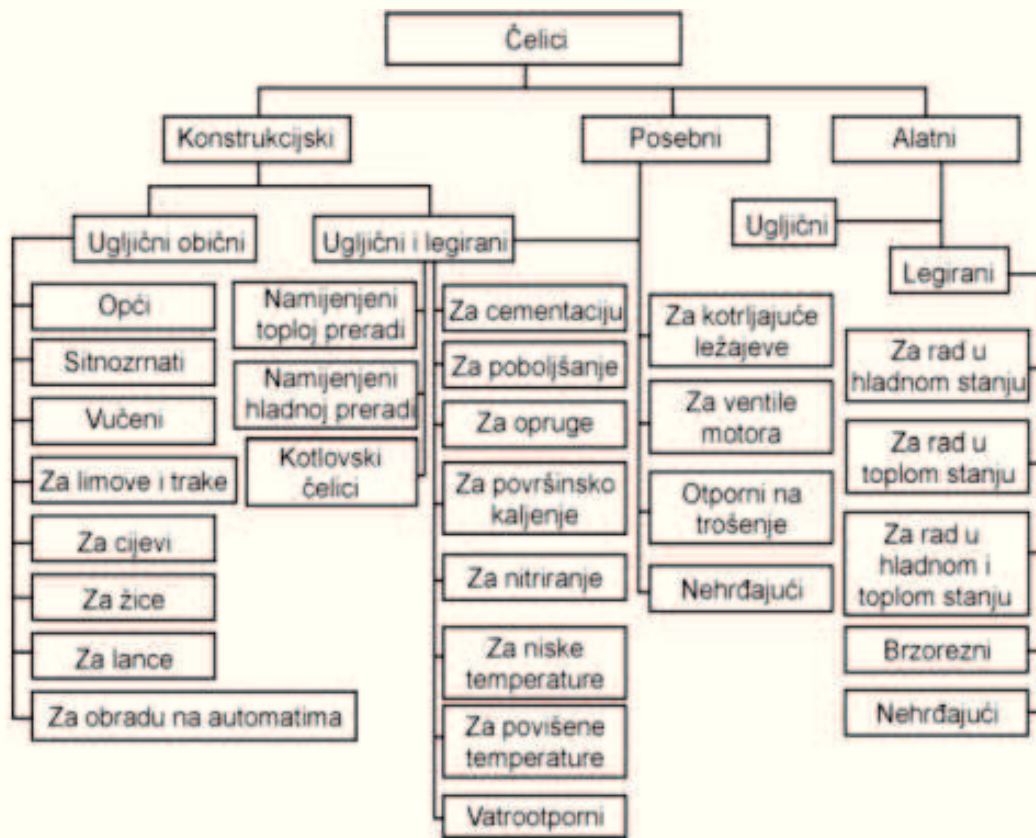 Čelici
Konstrukcijski
Posebni
Alatni
Ugljični obični
Ugljični i legirani
Ugljični
Legirani
Opći
Sitnozrnati
Vučeni
Za limove i trake
Za cijevi
Za žice
Za lance
Za obradu na automatima
Namijenjeni
toploj preradi
Namijenjeni
hladnoj preradi
Kotlovski
čelici
Za cementaciju
Za poboljšanje
Za opruge
Za površinsko
kaljenje
Za nitriranje
Za niske
temperature
Za povišene
temperature
Vatrootporni
Za kotrljajuće
ležajeve
Za ventile
motora
Otporni na
trošenje
Nehrđajući
Za rad u
hladnom stanju
Za rad u
toplom stanju
Za rad u
hladnom i
toplom stanju
Brzorezni
Nehrđajući